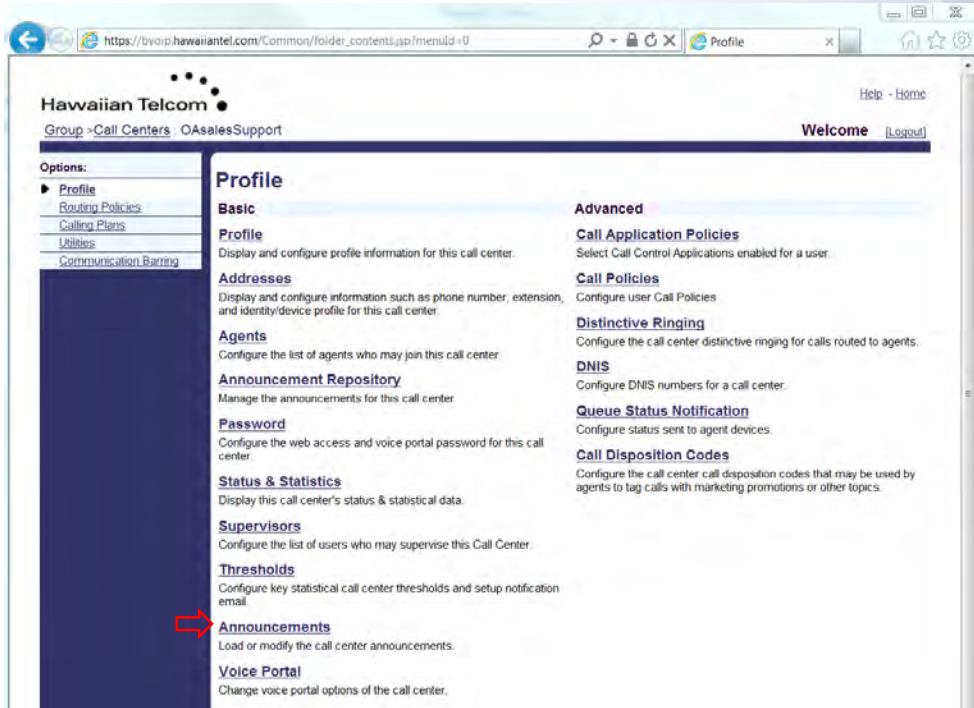 https://bvoip.hawaiiantel.com/Common/folder_contents.jsp?menuId=0
Profile
Hawaiian Telcom
Help - Home
Group >Call Centers : OAsalesSupport
Welcome [Logout]
Options:
Profile
Routing Policies
Calling Plans
Utilities
Communication Barring
Profile
Basic
Profile
Display and configure profile information for this call center.
Addresses
Display and configure information such as phone number, extension,
and identity/device profile for this call center.
Agents
Configure the list of agents who may join this call center.
Announcement Repository
Manage the announcements for this call center
Password
Configure the web access and voice portal password for this call
center.
Status & Statistics
Display this call center's status & statistical data.
Supervisors
Configure the list of users who may supervise this Call Center.
Thresholds
Configure key statistical call center thresholds and setup notification
email.
Announcements
Load or modify the call center announcements.
Voice Portal
Change voice portal options of the call center.
Advanced
Call Application Policies
Select Call Control Applications enabled for a user.
Call Policies
Configure user Call Policies
Distinctive Ringing
Configure the call center distinctive ringing for calls routed to agents.
DNIS
Configure DNIS numbers for a call center.
Queue Status Notification
Configure status sent to agent devices.
Call Disposition Codes
Configure the call center call disposition codes that may be used by
agents to tag calls with marketing promotions or other topics.